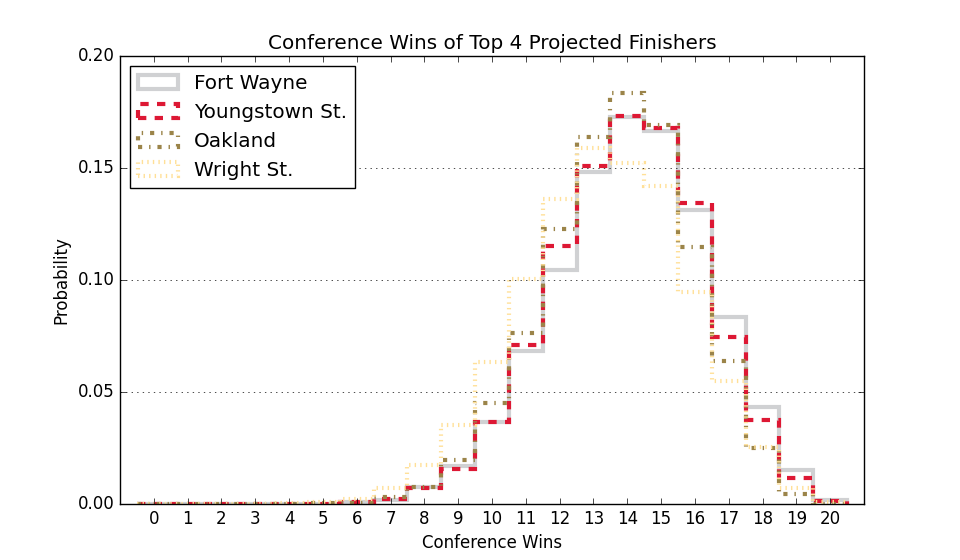 Conference Wins of Top 4 Projected Finishers
0.20
0.15
0.10
0.05
0.00
Probability
Fort Wayne
Youngstown St.
Oakland
Wright St.
0 1 2 3 4 5 6 7 8 9 10 11 12 13 14 15 16 17 18 19 20
Conference Wins